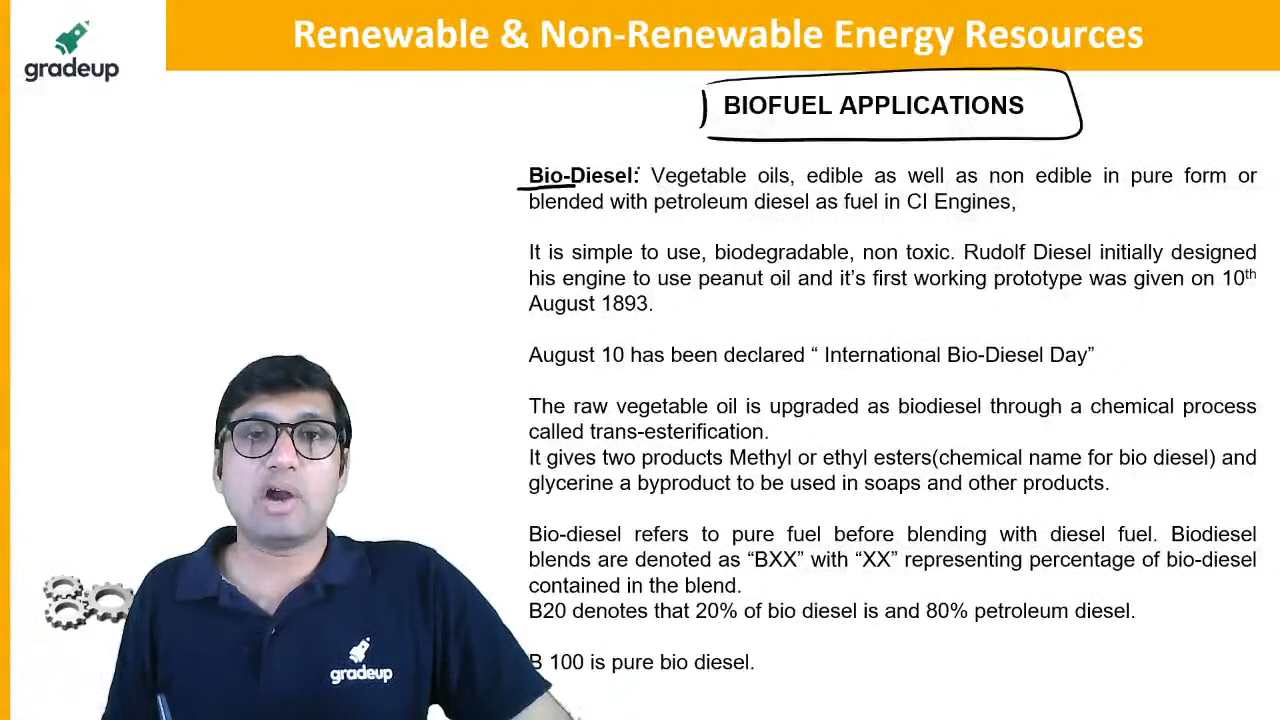 Renewable & Non-Renewable Energy Resources
gradeup
BIOFUEL APPLICATIONS
Bio-Diesel: Vegetable oils, edible as well as non edible in pure form or
blended with petroleum diesel as fuel in CI Engines,
It is simple to use, biodegradable, non toxic. Rudolf Diesel initially designed
his engine to use peanut oil and it's first working prototype was given on 10th
August 1893.
August 10 has been declared “ International Bio-Diesel Day”
The raw vegetable oil is upgraded as biodiesel through a chemical process
called trans-esterification.
It gives two products Methyl or ethyl esters(chemical name for bio diesel) and
glycerine a byproduct to be used in soaps and other products.
Bio-diesel refers to pure fuel before blending with diesel fuel. Biodiesel
blends are denoted as “BXX” with “XX” representing percentage of bio-diesel
contained in the blend.
B20 denotes that 20% of bio diesel is and 80% petroleum diesel.
B 100 is pure bio diesel.
gradeup